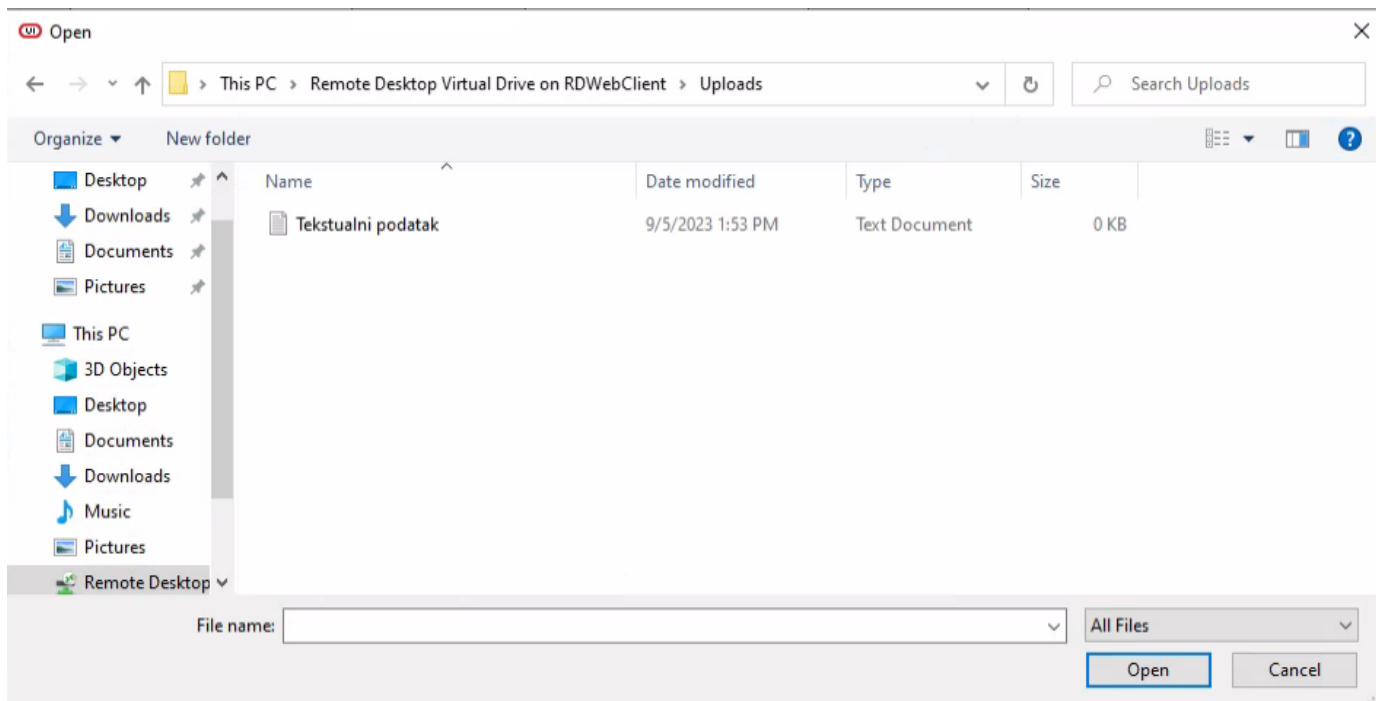 UI Open
This PC > Remote Desktop Virtual Drive on RDWebClient > Uploads
Search Uploads
Organize New folder
?
Name Date modified Type Size
Tekstualni podatak 9/5/2023 1:53 PM Text Document 0 KB
Desktop
Downloads
Documents
Pictures
This PC
3D Objects
Desktop
Documents
Downloads
Music
Pictures
Remote Desktop
File name:
All Files
Open Cancel